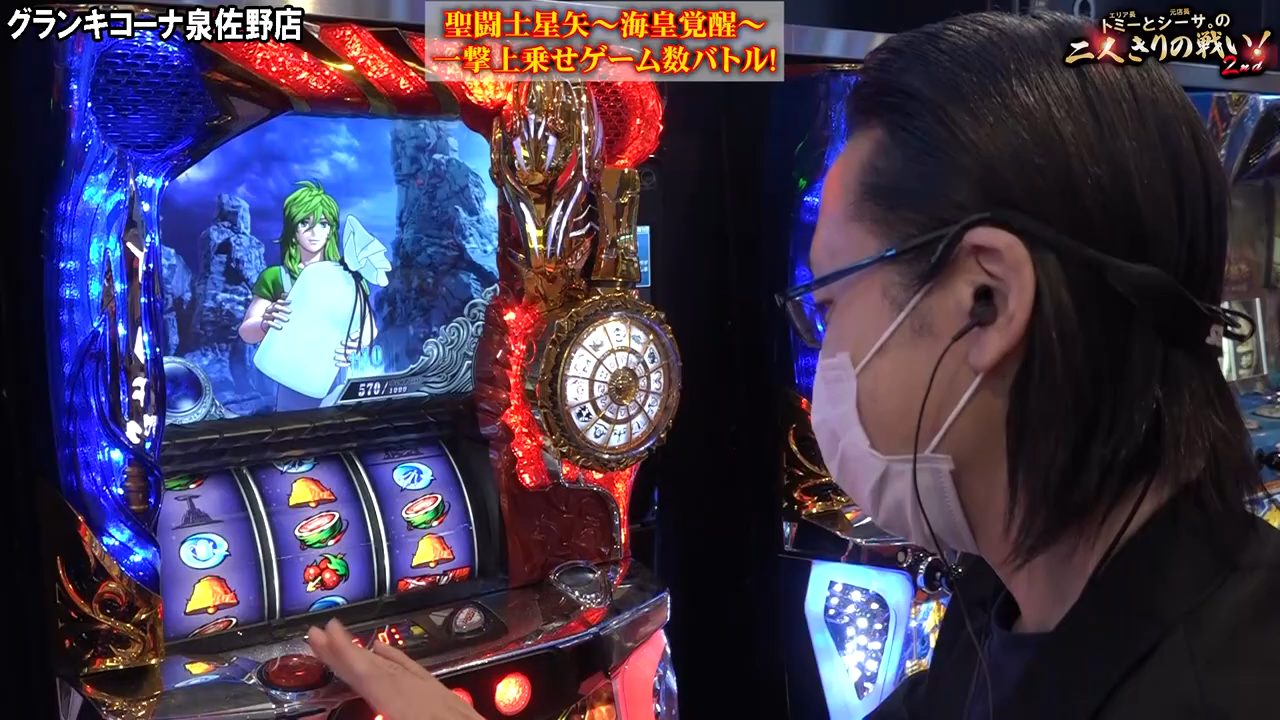 グランキコーナ泉佐野店
聖闘士星矢〜海皇覚醒〜
一撃上乗せゲーム数バトル!
エリア長 元店長
トミーとシーサ。の
二人きりの戦い!
2nd
570/1000